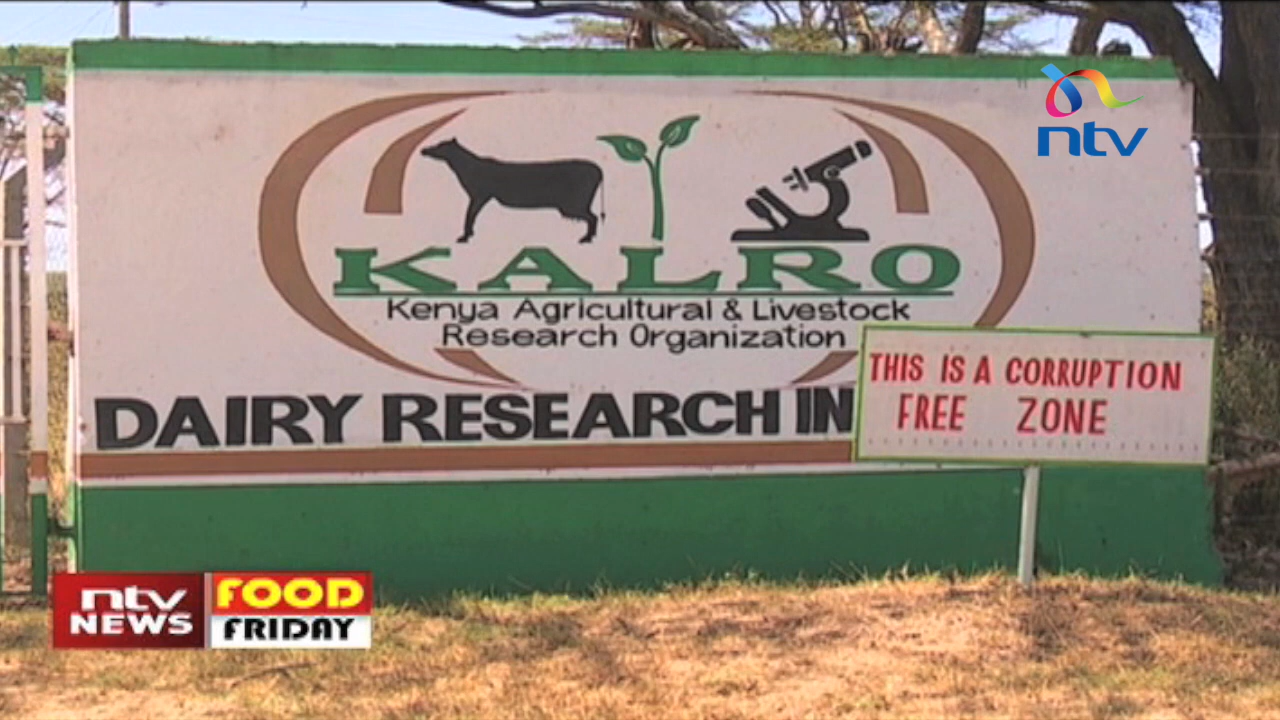 ntv
KALRO
Kenya Agricultural & Livestock
Research Organization
DAIRY RESEARCH IN
THIS IS A CORRUPTION
FREE ZONE
ntv
NEWS
FOOD
FRIDAY